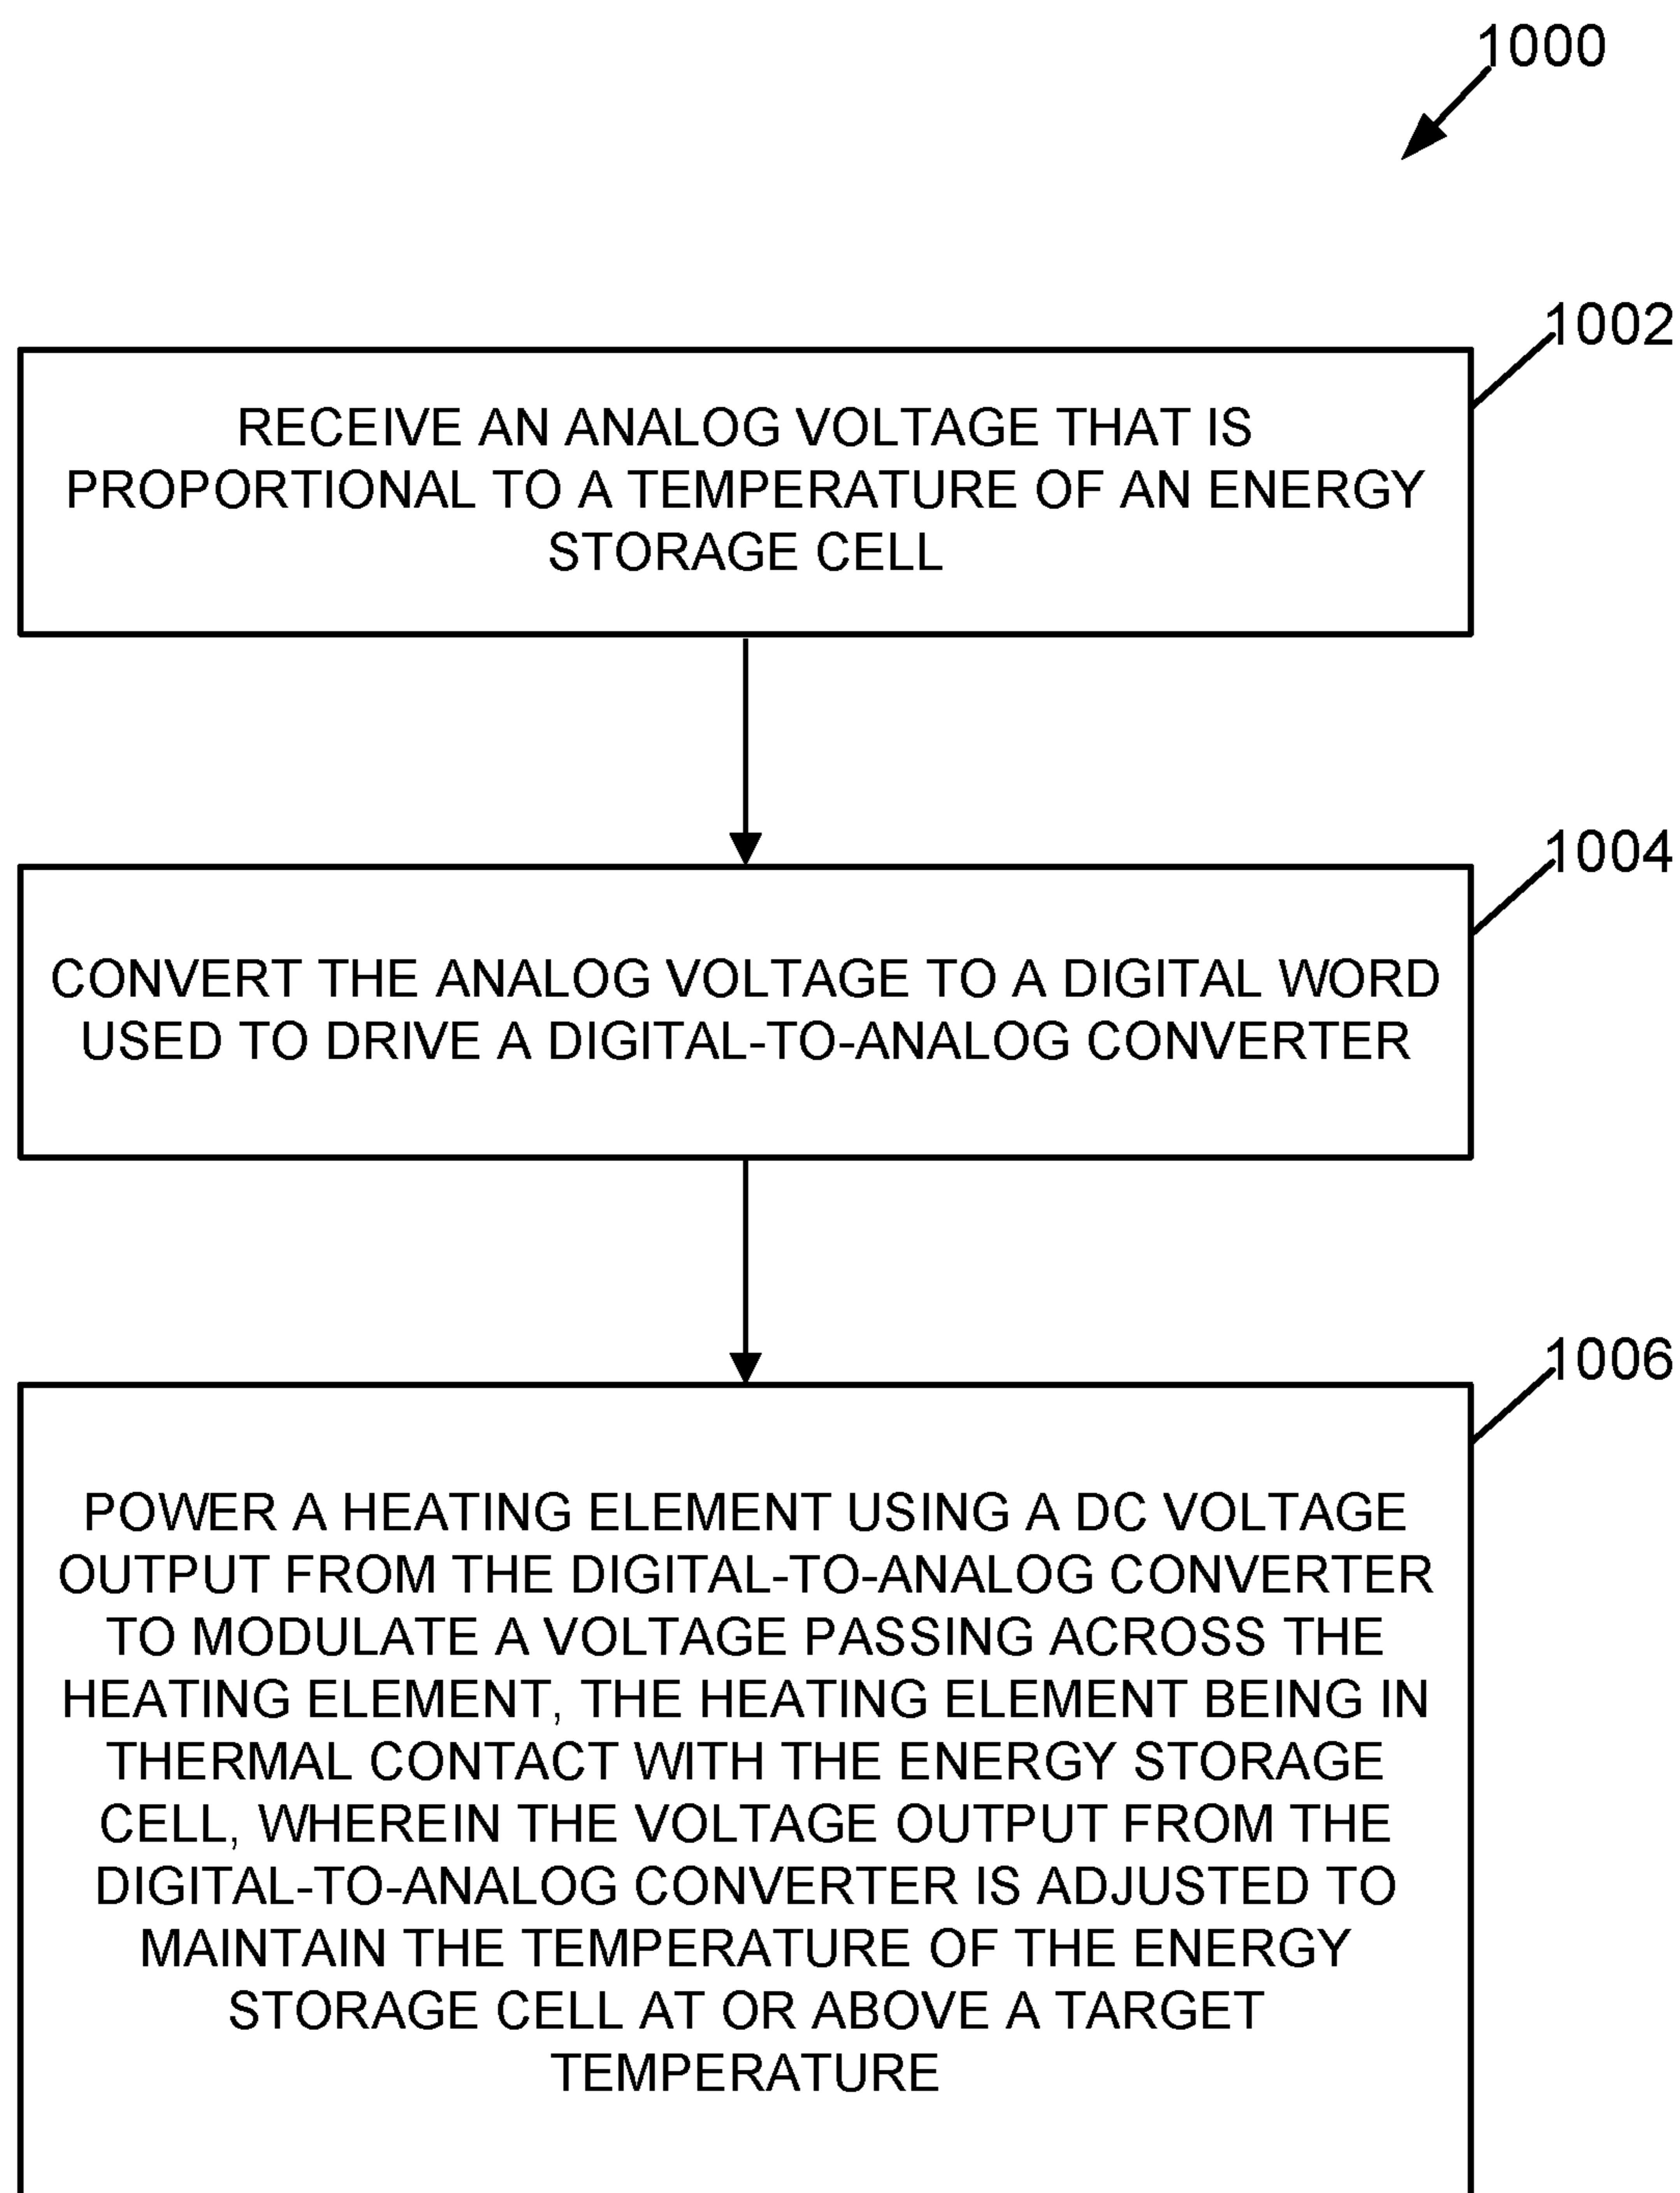 1000
1002
RECEIVE AN ANALOG VOLTAGE THAT IS
PROPORTIONAL TO A TEMPERATURE OF AN ENERGY
STORAGE CELL
1004
CONVERT THE ANALOG VOLTAGE TO A DIGITAL WORD
USED TO DRIVE A DIGITAL-TO-ANALOG CONVERTER
1006
POWER A HEATING ELEMENT USING A DC VOLTAGE
OUTPUT FROM THE DIGITAL-TO-ANALOG CONVERTER
TO MODULATE A VOLTAGE PASSING ACROSS THE
HEATING ELEMENT, THE HEATING ELEMENT BEING IN
THERMAL CONTACT WITH THE ENERGY STORAGE
CELL, WHEREIN THE VOLTAGE OUTPUT FROM THE
DIGITAL-TO-ANALOG CONVERTER IS ADJUSTED TO
MAINTAIN THE TEMPERATURE OF THE ENERGY
STORAGE CELL AT OR ABOVE A TARGET
TEMPERATURE